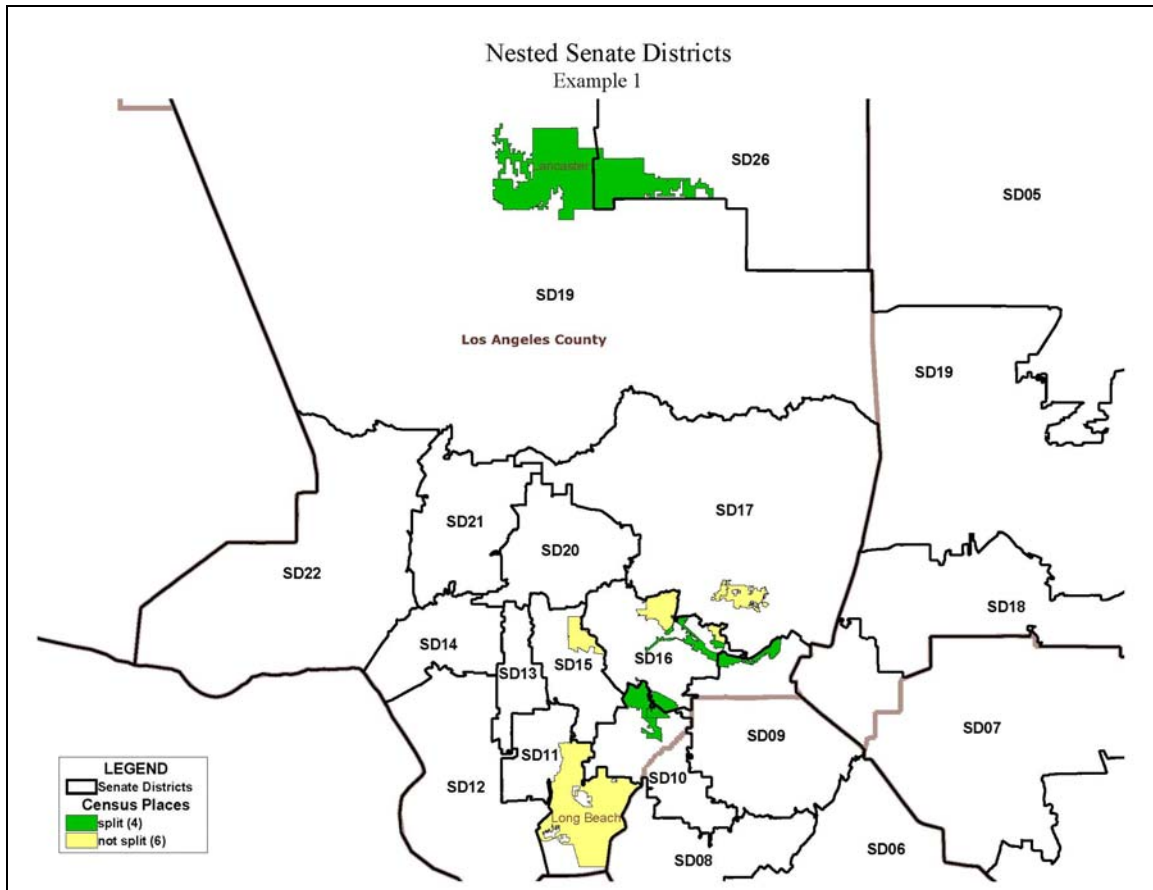 Nested Senate Districts
Example 1
Lancaster
SD26
SD05
SD19
Los Angeles County
SD19
SD17
SD21
SD20
SD22
SD18
SD14
SD16
SD15
SD13
SD07
SD09
SD11
SD10
SD12
Long Beach
SD06
SD08
LEGEND
Senate Districts
Census Places
split (4)
not split (6)